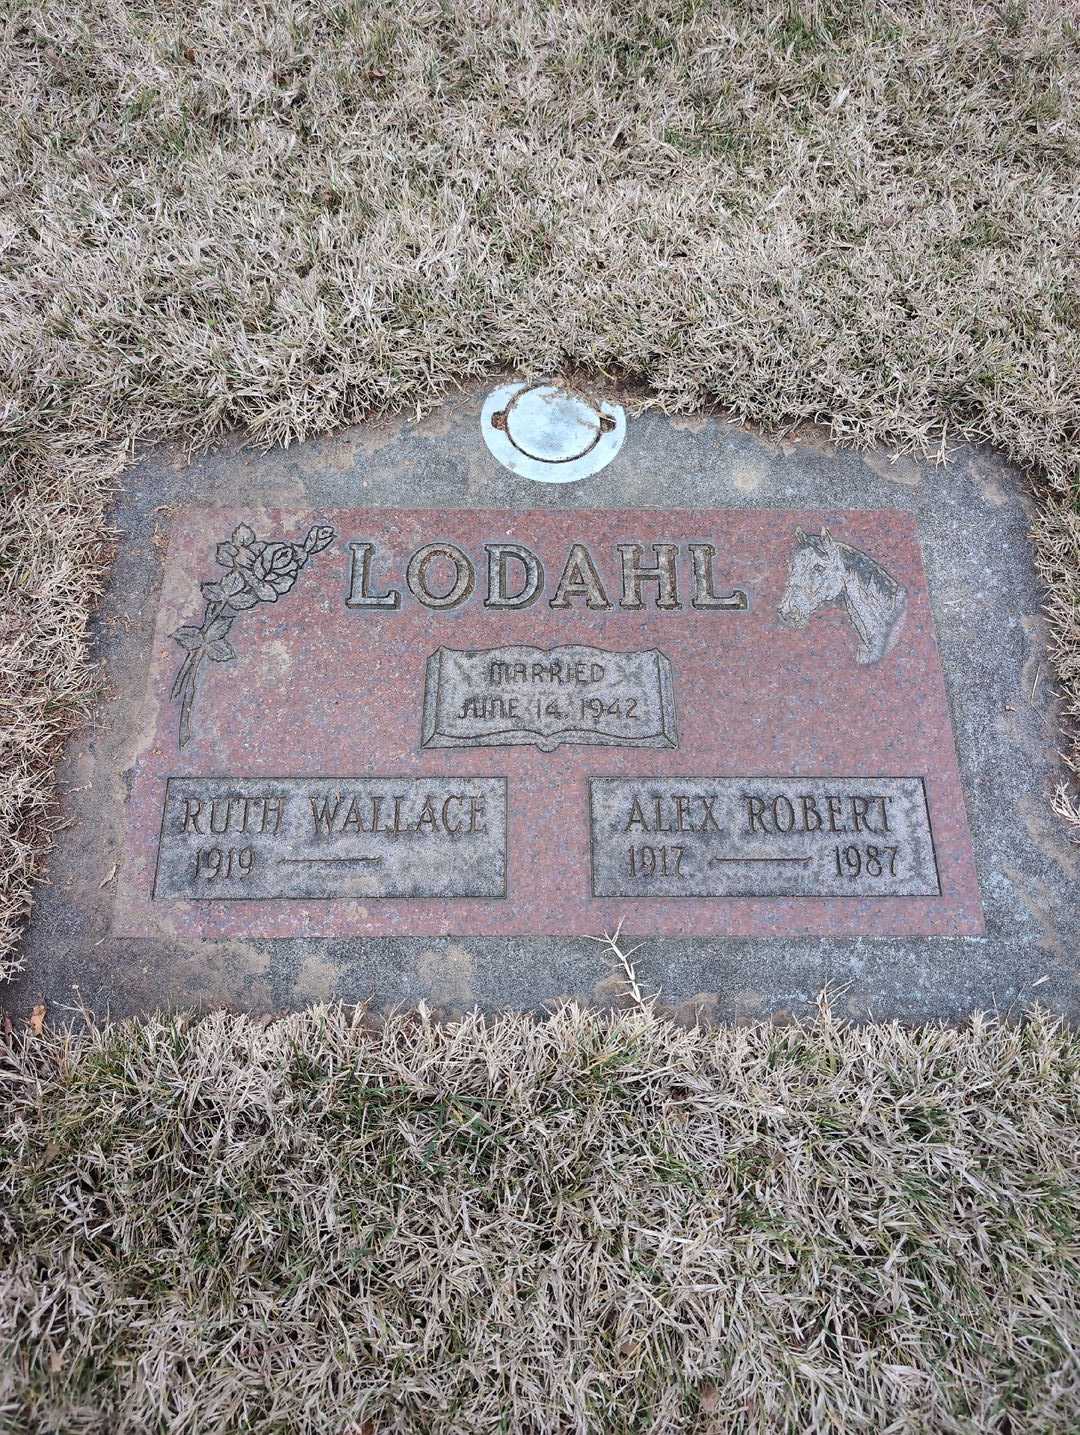 LODAHL
MARRIED
JUNE 14, 1942
RUTH WALLACE
1919 —
ALEX ROBERT
1917 — 1987